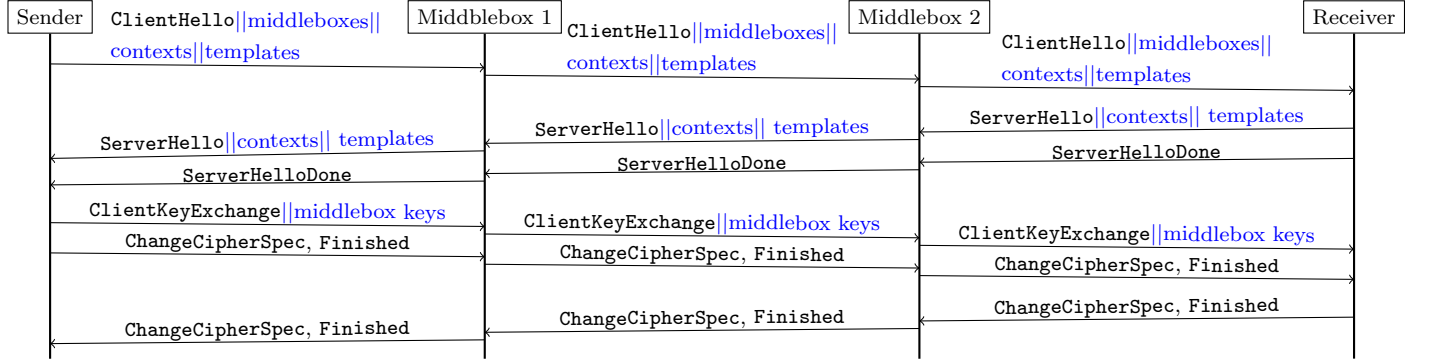 Sender
Middblebox 1
Middlebox 2
Receiver
ClientHello||middleboxes||
contexts||templates
ClientHello||middleboxes||
contexts||templates
ClientHello||middleboxes||
contexts||templates
ServerHello||contexts|| templates
ServerHello||contexts|| templates
ServerHello||contexts|| templates
ServerHelloDone
ServerHelloDone
ServerHelloDone
ClientKeyExchange||middlebox keys
ClientKeyExchange||middlebox keys
ClientKeyExchange||middlebox keys
ChangeCipherSpec, Finished
ChangeCipherSpec, Finished
ChangeCipherSpec, Finished
ChangeCipherSpec, Finished
ChangeCipherSpec, Finished
ChangeCipherSpec, Finished